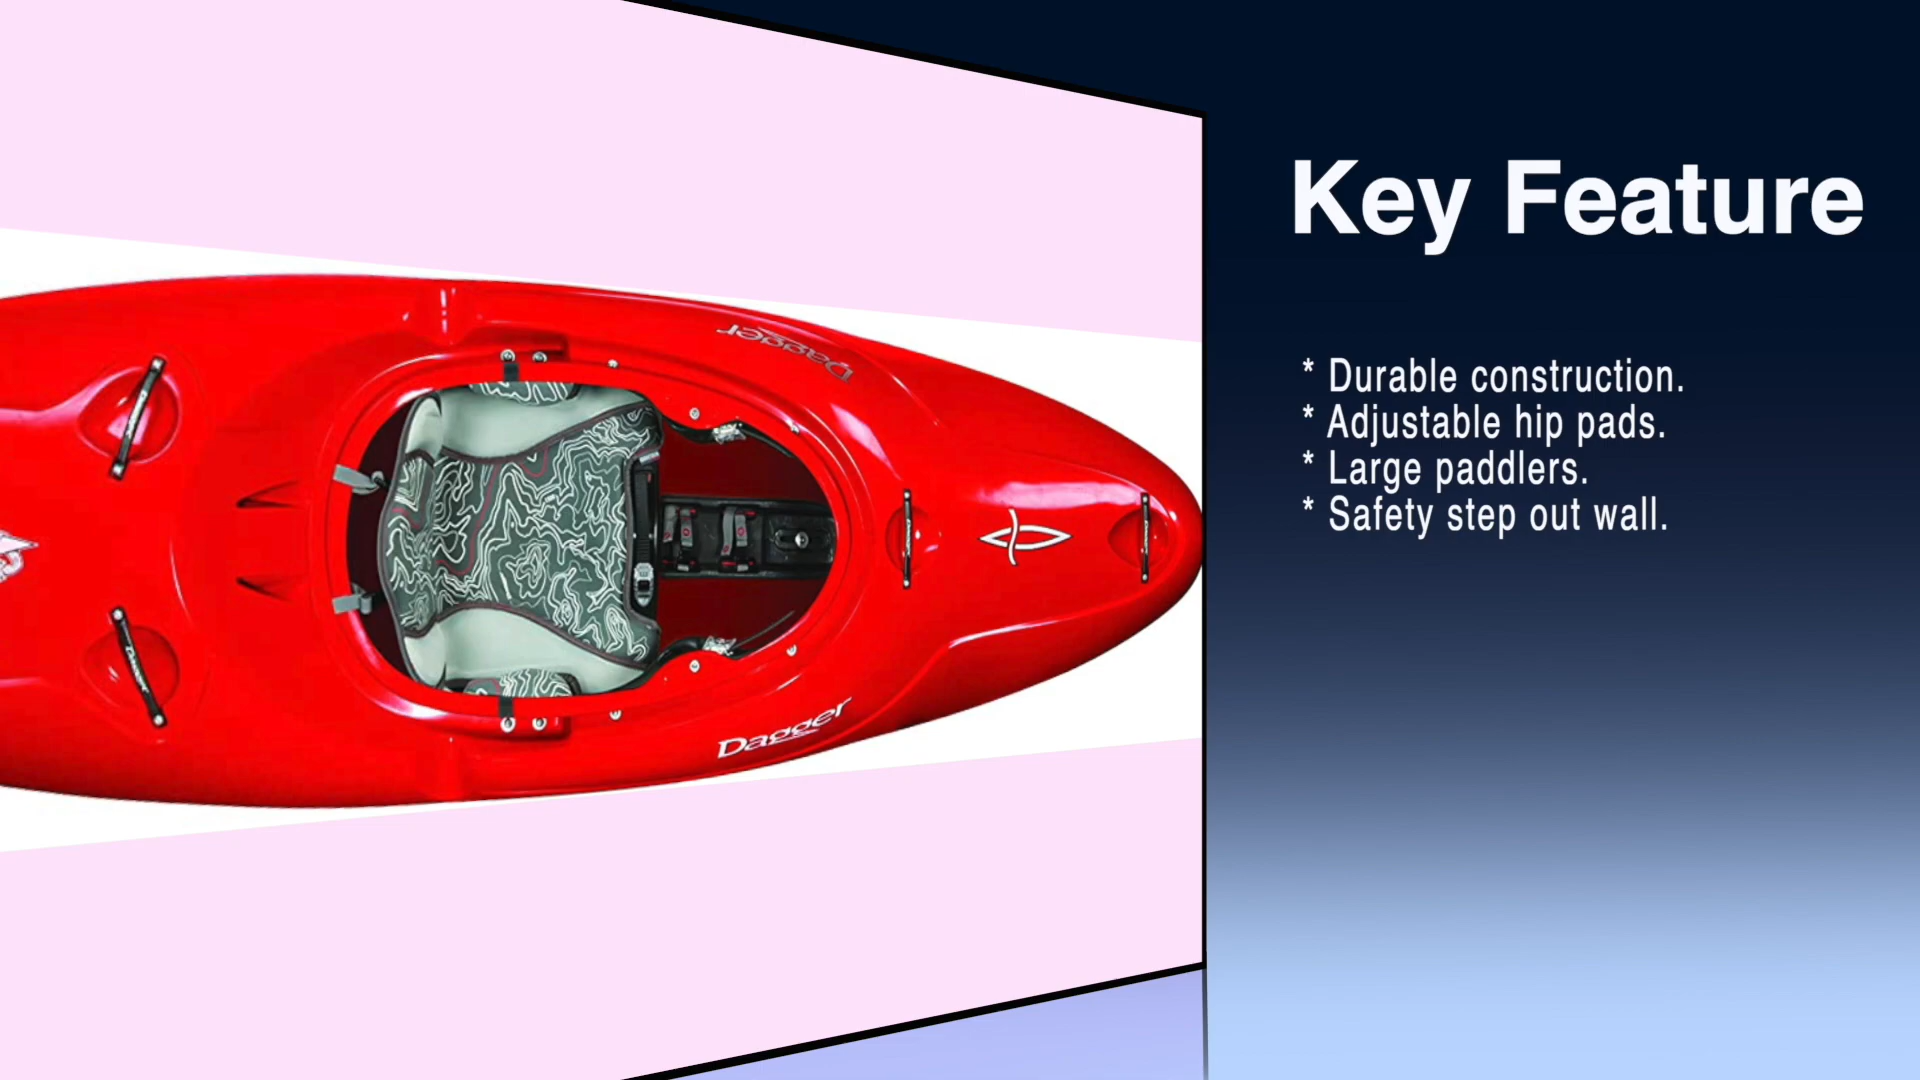 Key Feature
* Durable construction.
* Adjustable hip pads.
* Large paddlers.
* Safety step out wall.
Dagger
Dagger